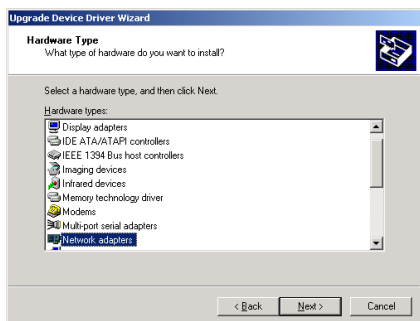 Upgrade Device Driver Wizard
Hardware Type
What type of hardware do you want to install?
Select a hardware type, and then click Next.
Hardware types:
Display adapters
IDE ATA/ATAPI controllers
IEEE 1394 Bus host controllers
Imaging devices
Infrared devices
Memory technology driver
Modems
Multi-port serial adapters
Network adapters
< Back
Next >
Cancel